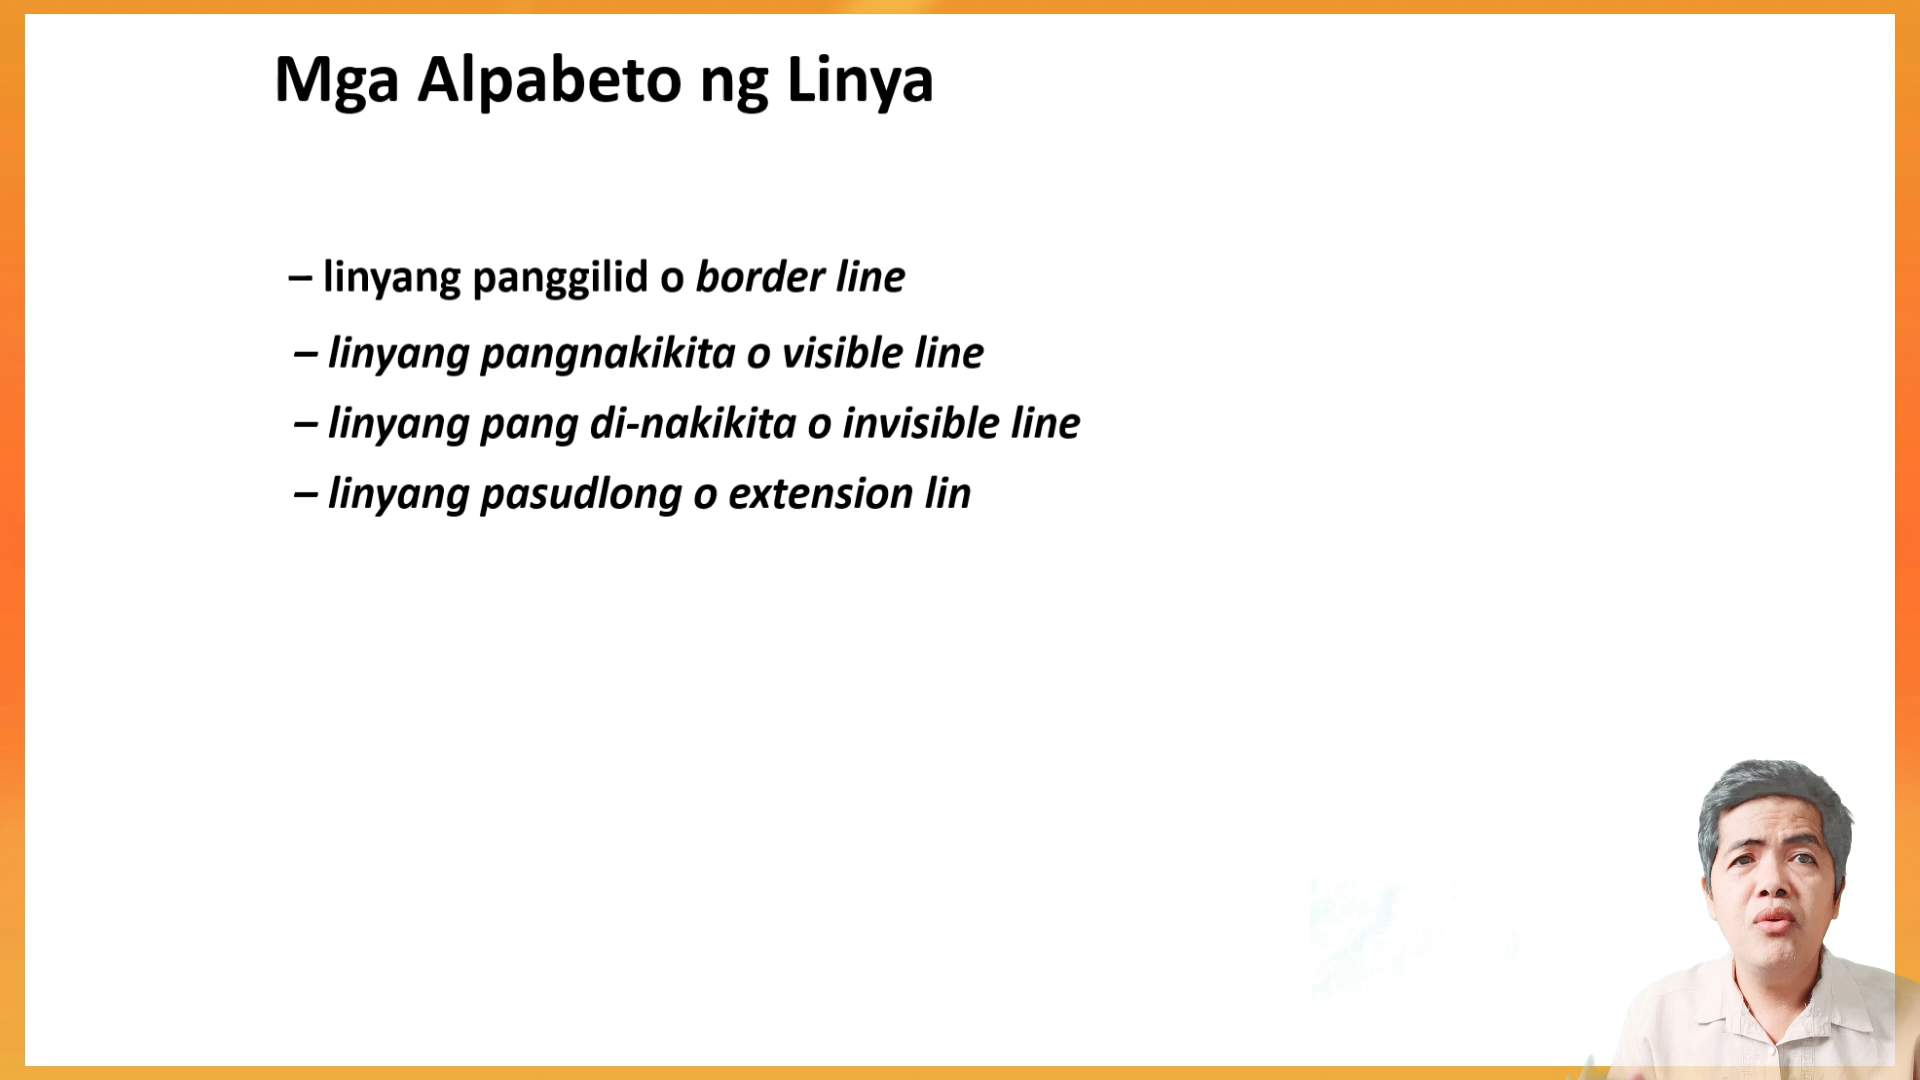 Mga Alpabeto ng Linya
– linyang panggilid o border line
– linyang pangnakikita o visible line
– linyang pang di-nakikita o invisible line
– linyang pasudlong o extension lin